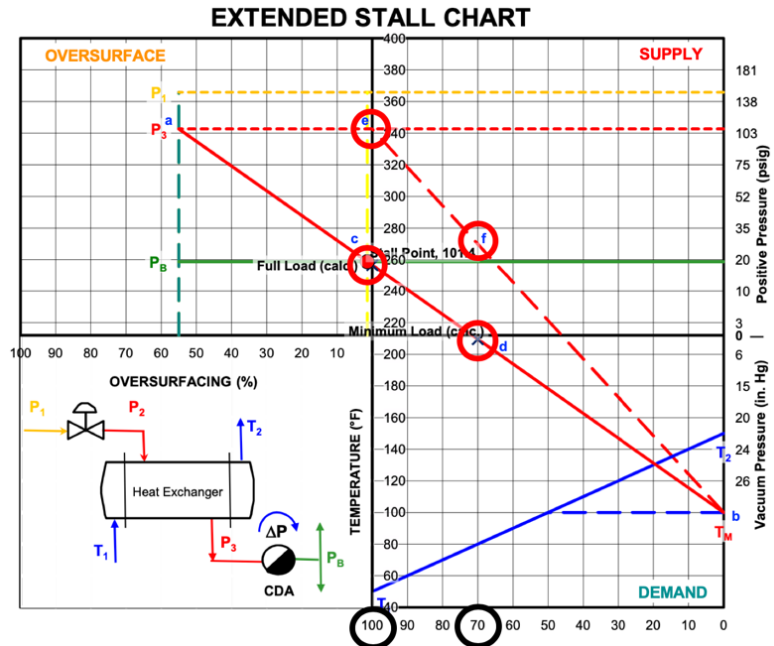 EXTENDED STALL CHART
OVERSURFACE
SUPPLY
400
380
360
340
320
300
280
260
240
220
200
180
160
140
120
100
80
60
40
181
138
103
75
52
35
20
10
3
0
6
15
20
24
26
Positive Pressure (psig)
Vacuum Pressure (in. Hg)
P1
a
P3
e
c
f
Stall Point, 101.4
PB
Full Load (calc)
Minimum Load (calc.)
d
100 90 80 70 60 50 40 30 20 10
OVERSURFACING (%)
TEMPERATURE (°F)
P1
P2
T2
Heat Exchanger
T1
P3
ΔP
PB
CDA
T2
b
TM
T
DEMAND
100 90 80 70 60 50 40 30 20 10 0